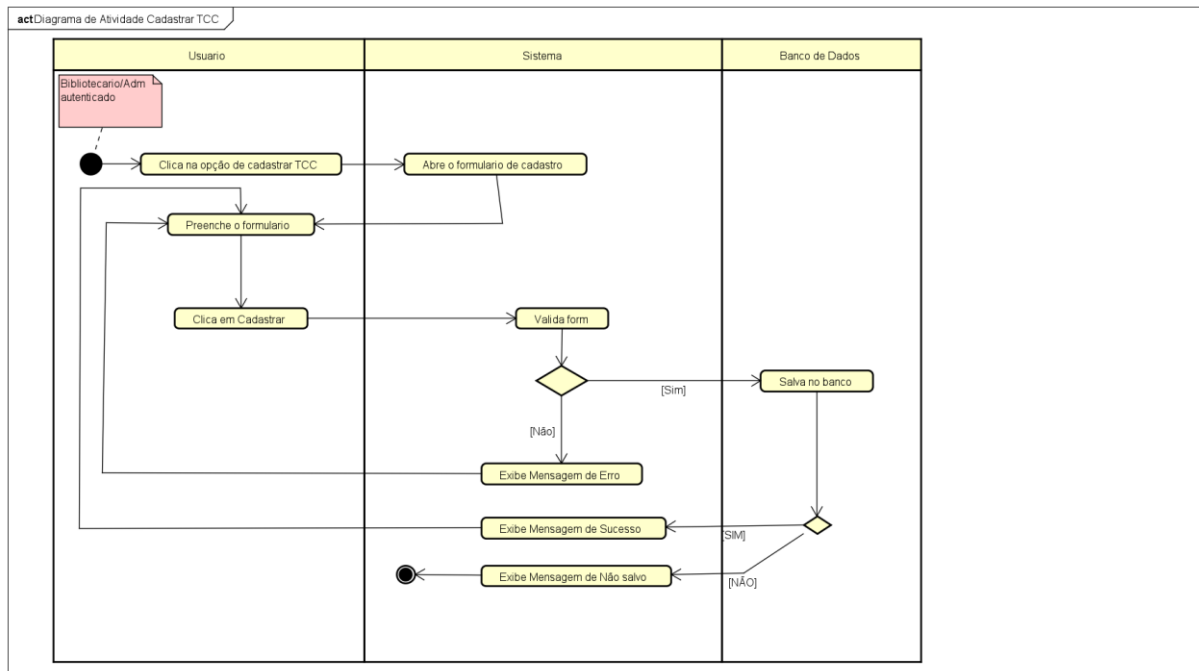 act Diagrama de Atividade Cadastrar TCC
Usuario
Sistema
Banco de Dados
Bibliotecario/Adm
autenticado
Clica na opção de cadastrar TCC
Abre o formulario de cadastro
Preenche o formulario
Clica em Cadastrar
Valida form
[Sim]
Salva no banco
[Não]
Exibe Mensagem de Erro
Exibe Mensagem de Sucesso
[SIM]
Exibe Mensagem de Não salvo
[NÃO]